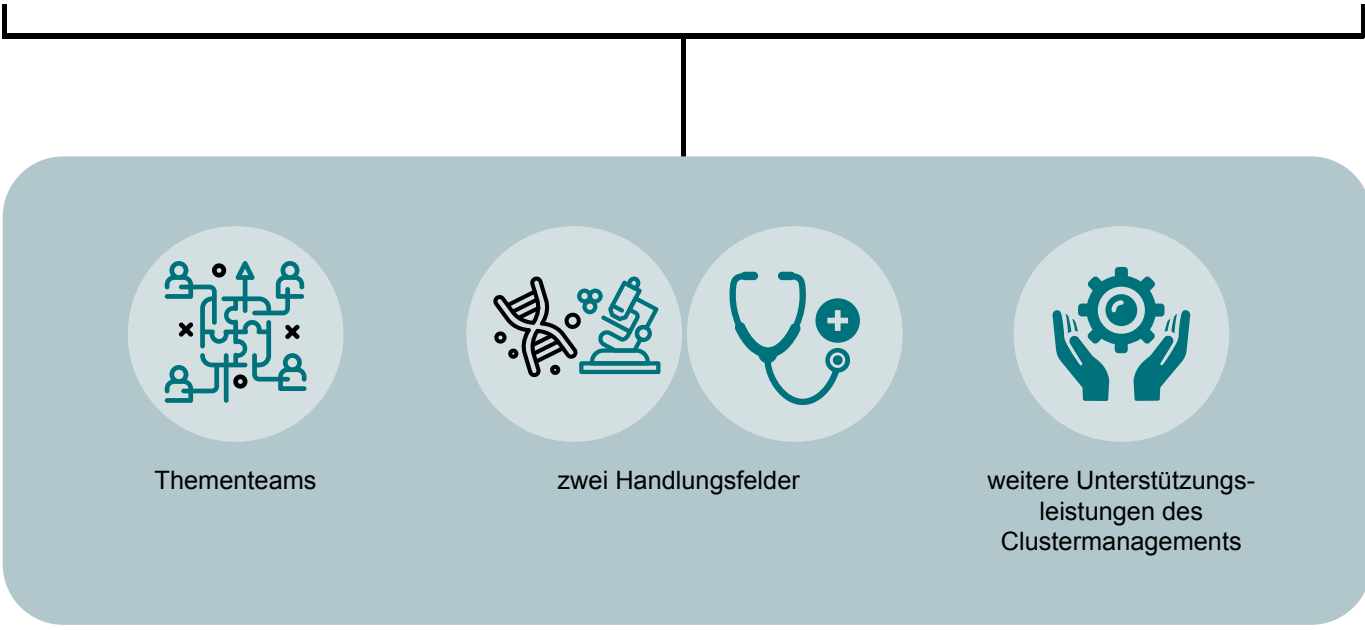 Thementeams
zwei Handlungsfelder
weitere Unterstützungs-
leistungen des
Clustermanagements